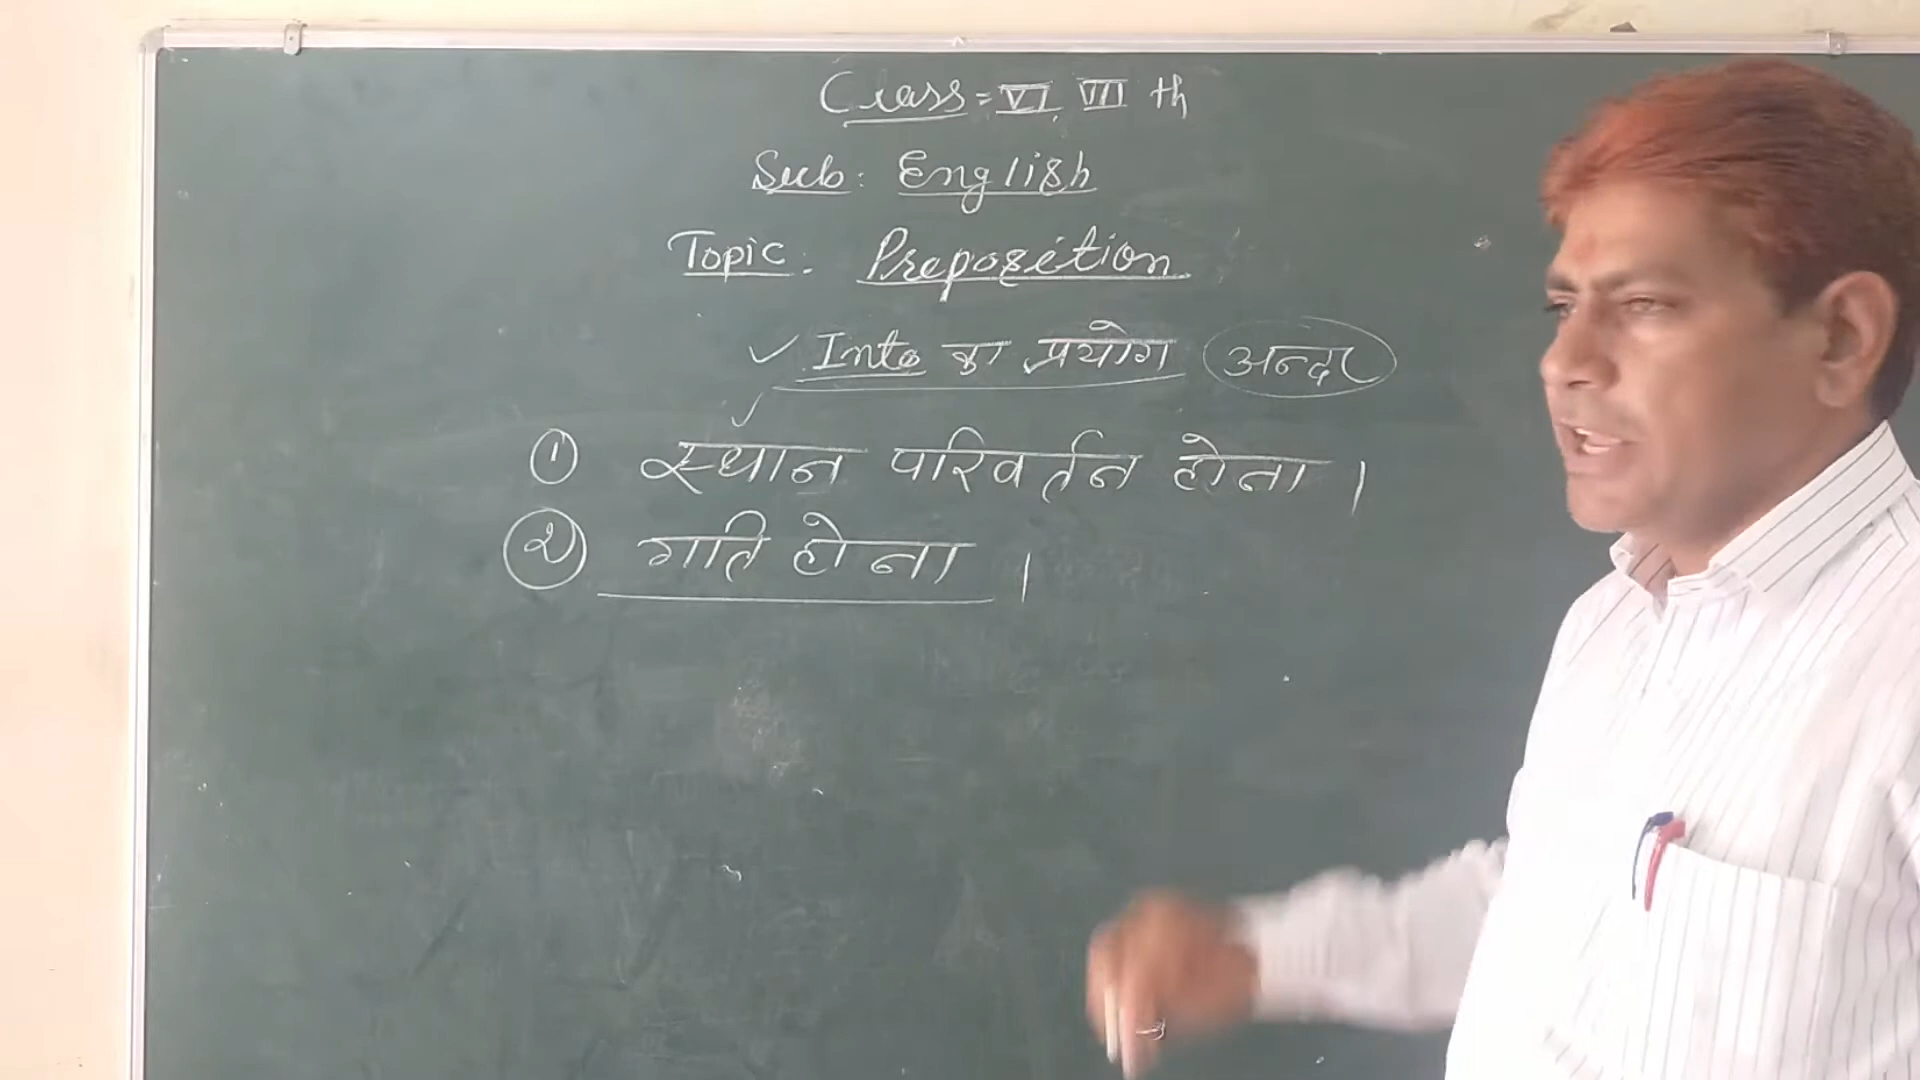 Class = VI, VII th
Sub: English
Topic: Preposition
✓ Into का प्रयोग अन्दर
① स्थान परिवर्तन होना ।
② गति होना ।